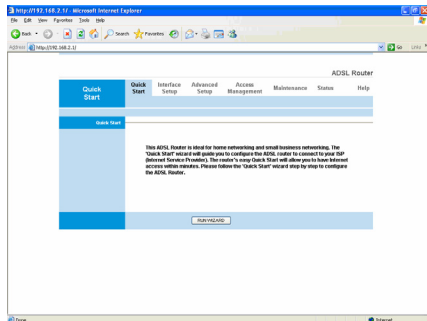 http://192.168.2.1/ - Microsoft Internet Explorer
File Edit View Favorites Tools Help
Back Search Favorites
Address http://192.168.2.1/ Go Links
ADSL Router
Quick Start
Quick Start Interface Setup Advanced Setup Access Management Maintenance Status Help
Quick Start
This ADSL Router is ideal for home networking and small business networking. The
'Quick Start' wizard will guide you to configure the ADSL router to connect to your ISP
(Internet Service Provider). The router's easy Quick Start will allow you to have Internet
access within minutes. Please follow the 'Quick Start' wizard step by step to configure
the ADSL Router.
RUN WIZARD
Done Internet